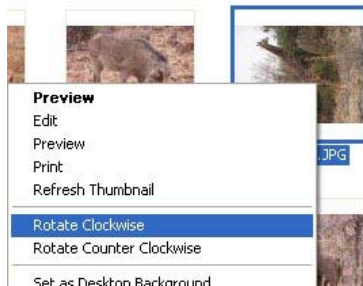 Preview
Edit
Preview
.JPG
Print
Refresh Thumbnail
Rotate Clockwise
Rotate Counter Clockwise
Set as Desktop Background